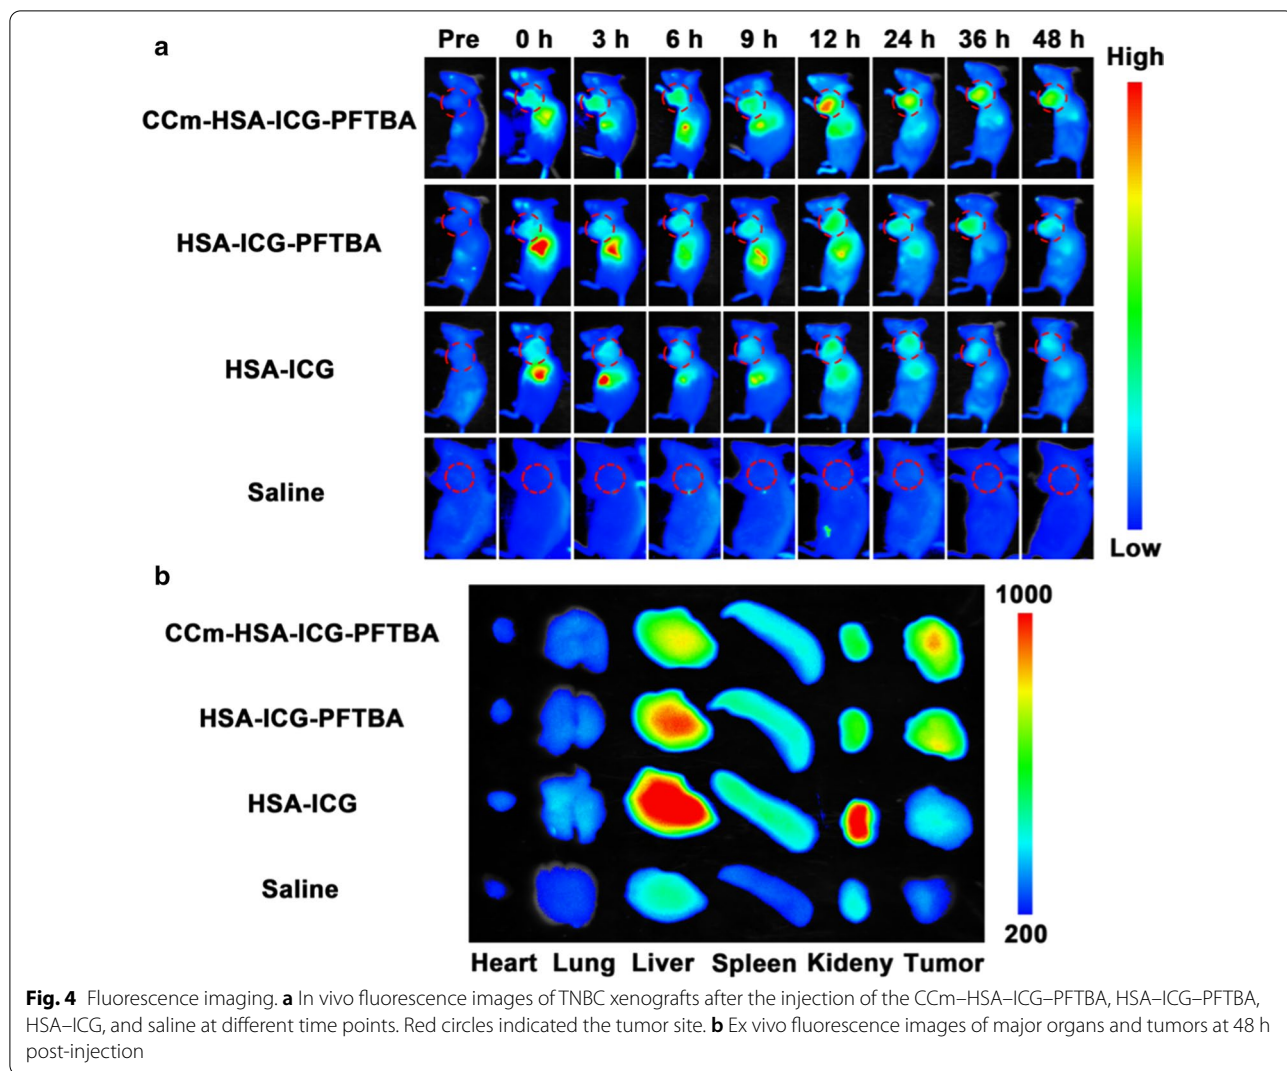 a
Pre 0 h 3 h 6 h 9 h 12 h 24 h 36 h 48 h
High
CCm-HSA-ICG-PFTBA
HSA-ICG-PFTBA
HSA-ICG
Saline
Low
b
1000
CCm-HSA-ICG-PFTBA
HSA-ICG-PFTBA
HSA-ICG
Saline
200
Heart Lung Liver Spleen Kideny Tumor
Fig. 4 Fluorescence imaging. a In vivo fluorescence images of TNBC xenografts after the injection of the CCm–HSA–ICG–PFTBA, HSA–ICG–PFTBA,
HSA–ICG, and saline at different time points. Red circles indicated the tumor site. b Ex vivo fluorescence images of major organs and tumors at 48 h
post-injection